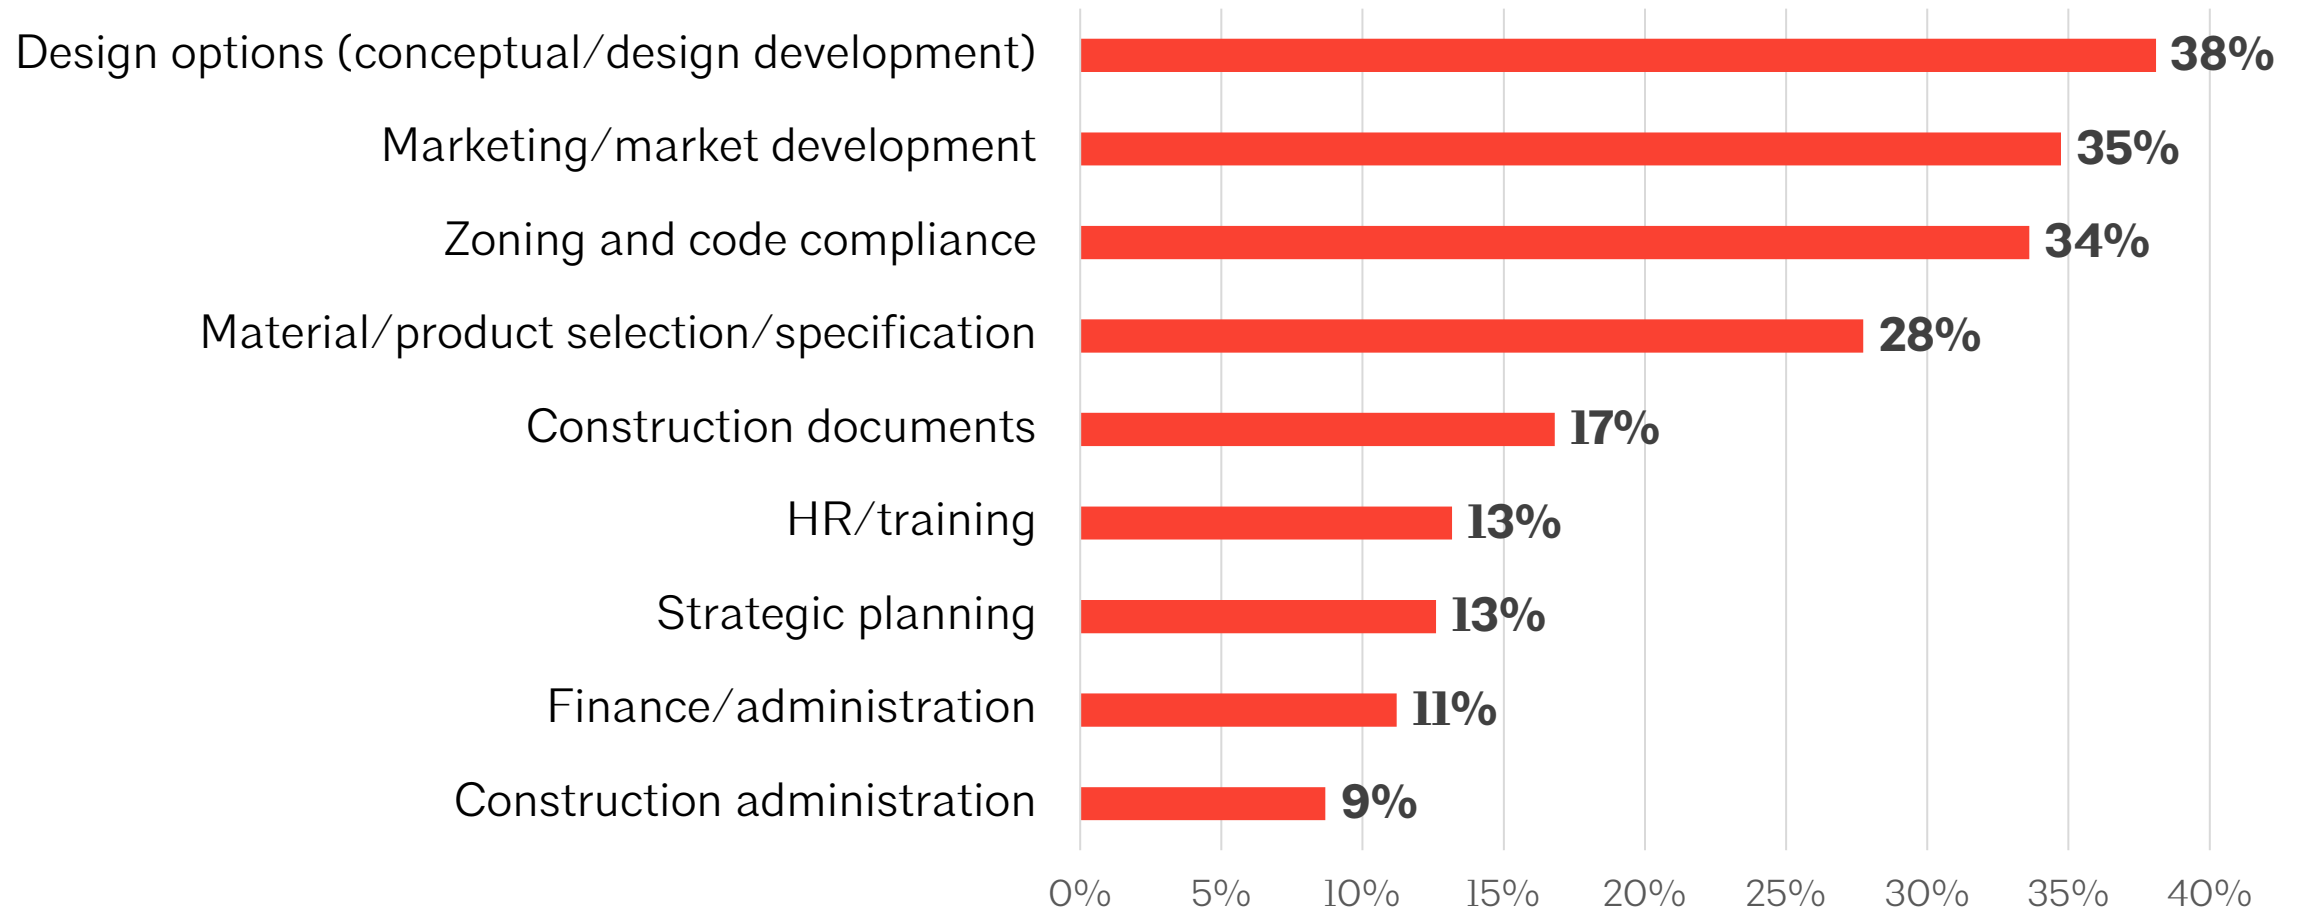 Design options (conceptual/design development) 38%
Marketing/market development 35%
Zoning and code compliance 34%
Material/product selection/specification 28%
Construction documents 17%
HR/training 13%
Strategic planning 13%
Finance/administration 11%
Construction administration 9%
0% 5% 10% 15% 20% 25% 30% 35% 40%